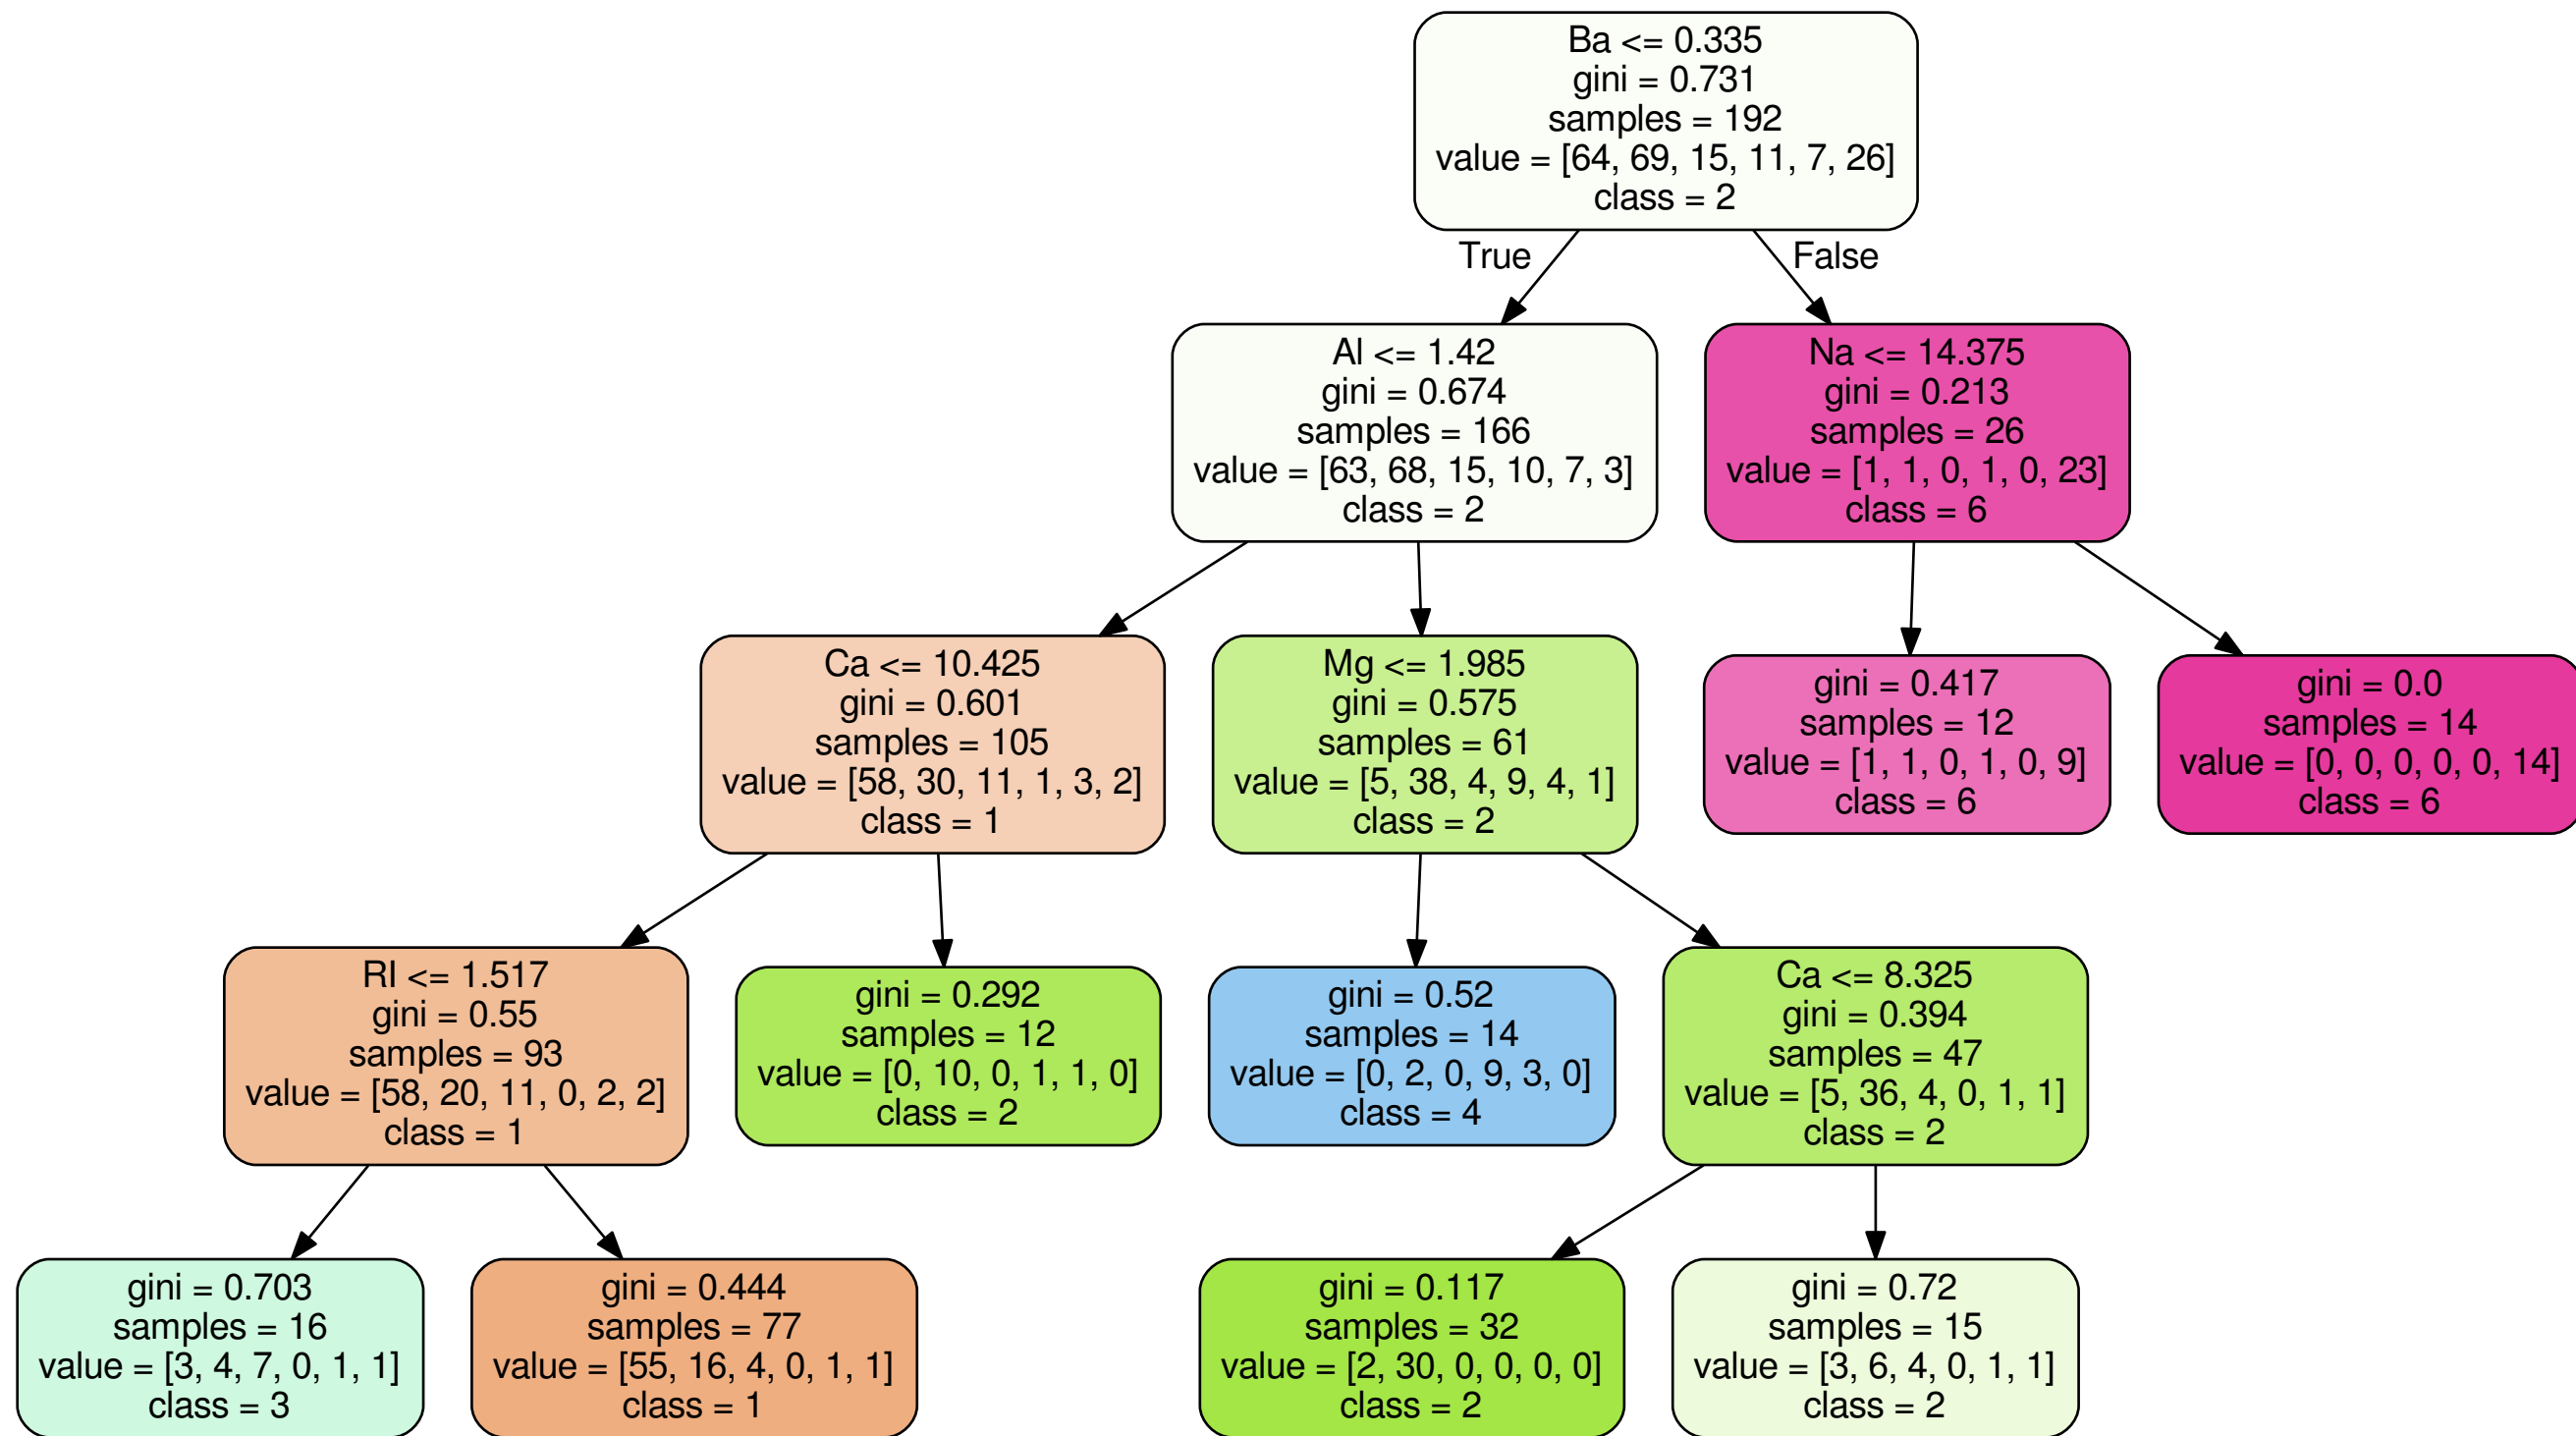 Ba <= 0.335
gini = 0.731
samples = 192
value = [64, 69, 15, 11, 7, 26]
class = 2
True
False
Al <= 1.42
gini = 0.674
samples = 166
value = [63, 68, 15, 10, 7, 3]
class = 2
Na <= 14.375
gini = 0.213
samples = 26
value = [1, 1, 0, 1, 0, 23]
class = 6
Ca <= 10.425
gini = 0.601
samples = 105
value = [58, 30, 11, 1, 3, 2]
class = 1
Mg <= 1.985
gini = 0.575
samples = 61
value = [5, 38, 4, 9, 4, 1]
class = 2
gini = 0.417
samples = 12
value = [1, 1, 0, 1, 0, 9]
class = 6
gini = 0.0
samples = 14
value = [0, 0, 0, 0, 0, 14]
class = 6
RI <= 1.517
gini = 0.55
samples = 93
value = [58, 20, 11, 0, 2, 2]
class = 1
gini = 0.292
samples = 12
value = [0, 10, 0, 1, 1, 0]
class = 2
gini = 0.52
samples = 14
value = [0, 2, 0, 9, 3, 0]
class = 4
Ca <= 8.325
gini = 0.394
samples = 47
value = [5, 36, 4, 0, 1, 1]
class = 2
gini = 0.703
samples = 16
value = [3, 4, 7, 0, 1, 1]
class = 3
gini = 0.444
samples = 77
value = [55, 16, 4, 0, 1, 1]
class = 1
gini = 0.117
samples = 32
value = [2, 30, 0, 0, 0, 0]
class = 2
gini = 0.72
samples = 15
value = [3, 6, 4, 0, 1, 1]
class = 2